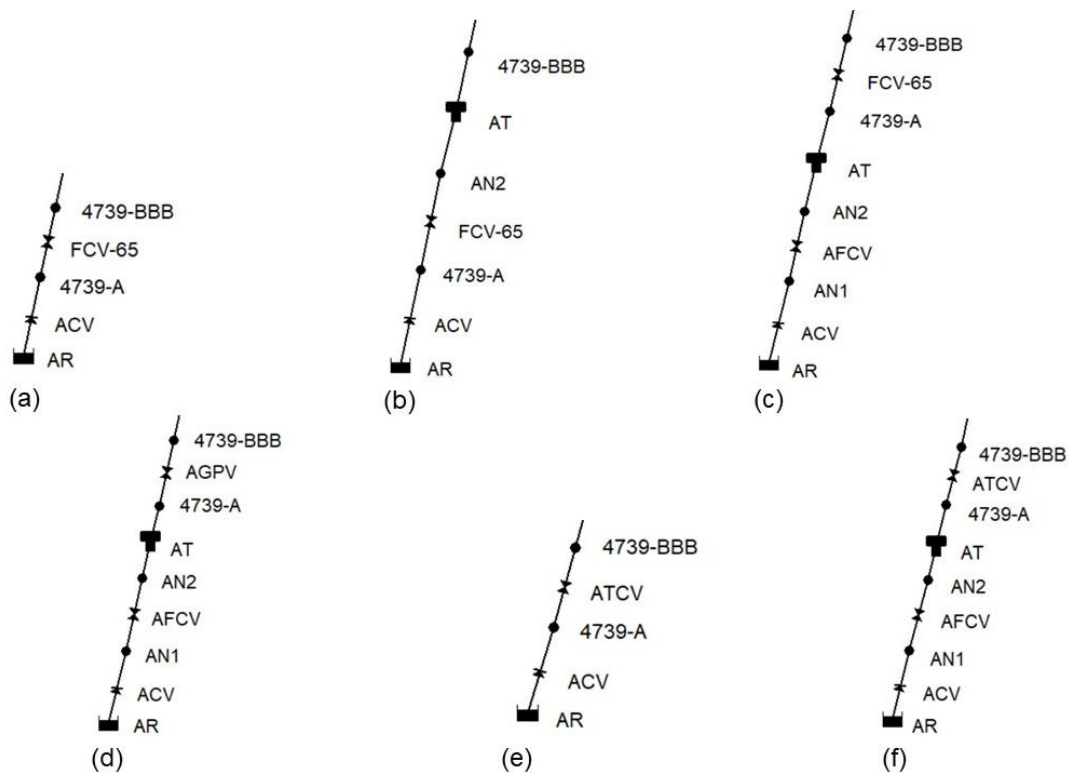 4739-BBB
FCV-65
4739-A
ACV
AR
(a)
4739-BBB
AT
AN2
FCV-65
4739-A
ACV
AR
(b)
4739-BBB
FCV-65
4739-A
AT
AN2
AFCV
AN1
ACV
AR
(c)
4739-BBB
AGPV
4739-A
AT
AN2
AFCV
AN1
ACV
AR
(d)
4739-BBB
ATCV
4739-A
ACV
AR
(e)
4739-BBB
ATCV
4739-A
AT
AN2
AFCV
AN1
ACV
AR
(f)